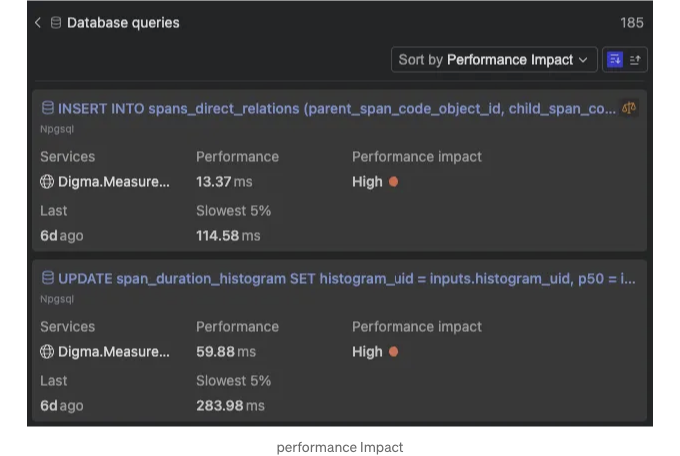 Database queries 185
Sort by Performance Impact
INSERT INTO spans_direct_relations (parent_span_code_object_id, child_span_co...
Npgsql
Services Performance Performance impact
Digma.Measure... 13.37 ms High
Last Slowest 5%
6d ago 114.58 ms
UPDATE span_duration_histogram SET histogram_uid = inputs.histogram_uid, p50 = i...
Npgsql
Services Performance Performance impact
Digma.Measure... 59.88 ms High
Last Slowest 5%
6d ago 283.98 ms
performance Impact